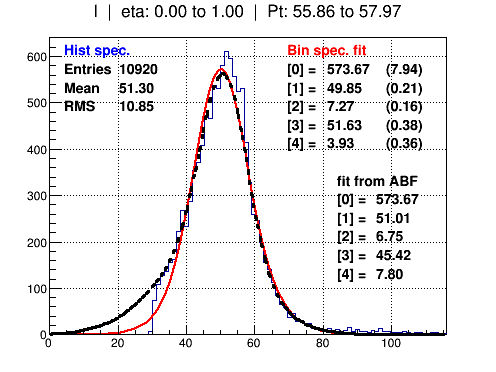 I | eta: 0.00 to 1.00 | Pt: 55.86 to 57.97
Hist spec.
Entries 10920
Mean 51.30
RMS 10.85
Bin spec. fit
[0] = 573.67 (7.94)
[1] = 49.85 (0.21)
[2] = 7.27 (0.16)
[3] = 51.63 (0.38)
[4] = 3.93 (0.36)
fit from ABF
[0] = 573.67
[1] = 51.01
[2] = 6.75
[3] = 45.42
[4] = 7.80
600
500
400
300
200
100
0
0 20 40 60 80 100